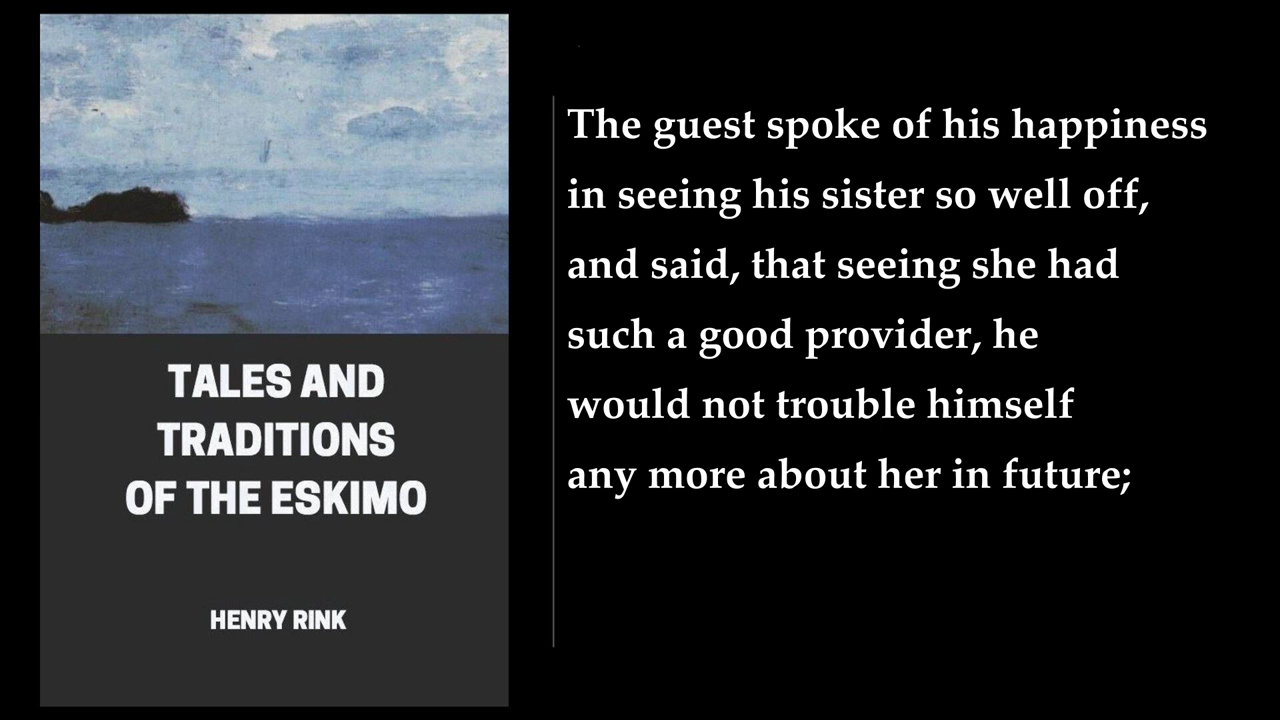 TALES AND
TRADITIONS
OF THE ESKIMO
HENRY RINK
The guest spoke of his happiness
in seeing his sister so well off,
and said, that seeing she had
such a good provider, he
would not trouble himself
any more about her in future;